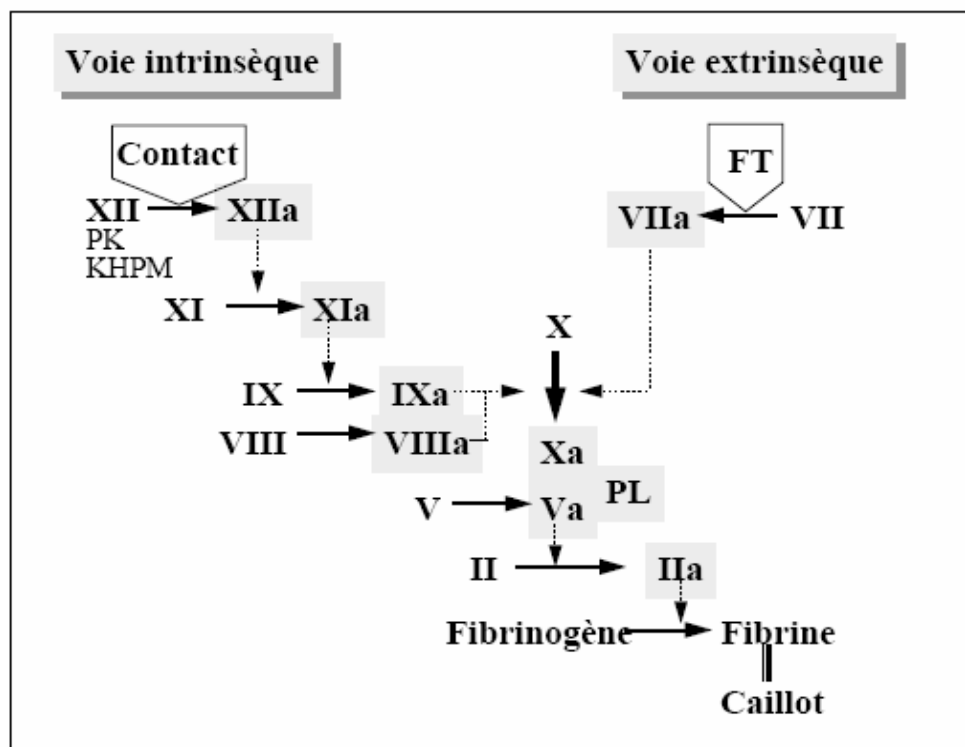 Voie intrinsèque
Voie extrinsèque
Contact
FT
XII
XIIa
VIIa
VII
PK
KHPM
XI
XIa
X
IX
IXa
VIII
VIIIa
Xa
PL
V
Va
II
IIa
Fibrinogène
Fibrine
Caillot